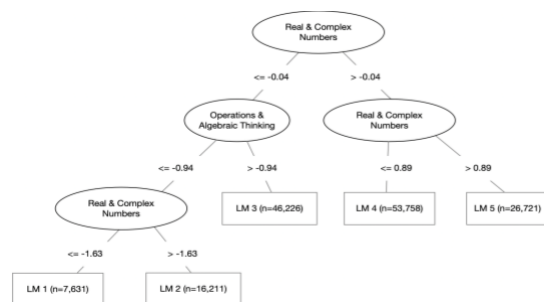 Real & Complex
Numbers
<= -0.04
> -0.04
Operations &
Algebraic Thinking
Real & Complex
Numbers
<= -0.94
> -0.94
<= 0.89
> 0.89
Real & Complex
Numbers
LM 3 (n=46,226)
LM 4 (n=53,758)
LM 5 (n=26,721)
<= -1.63
> -1.63
LM 1 (n=7,631)
LM 2 (n=16,211)